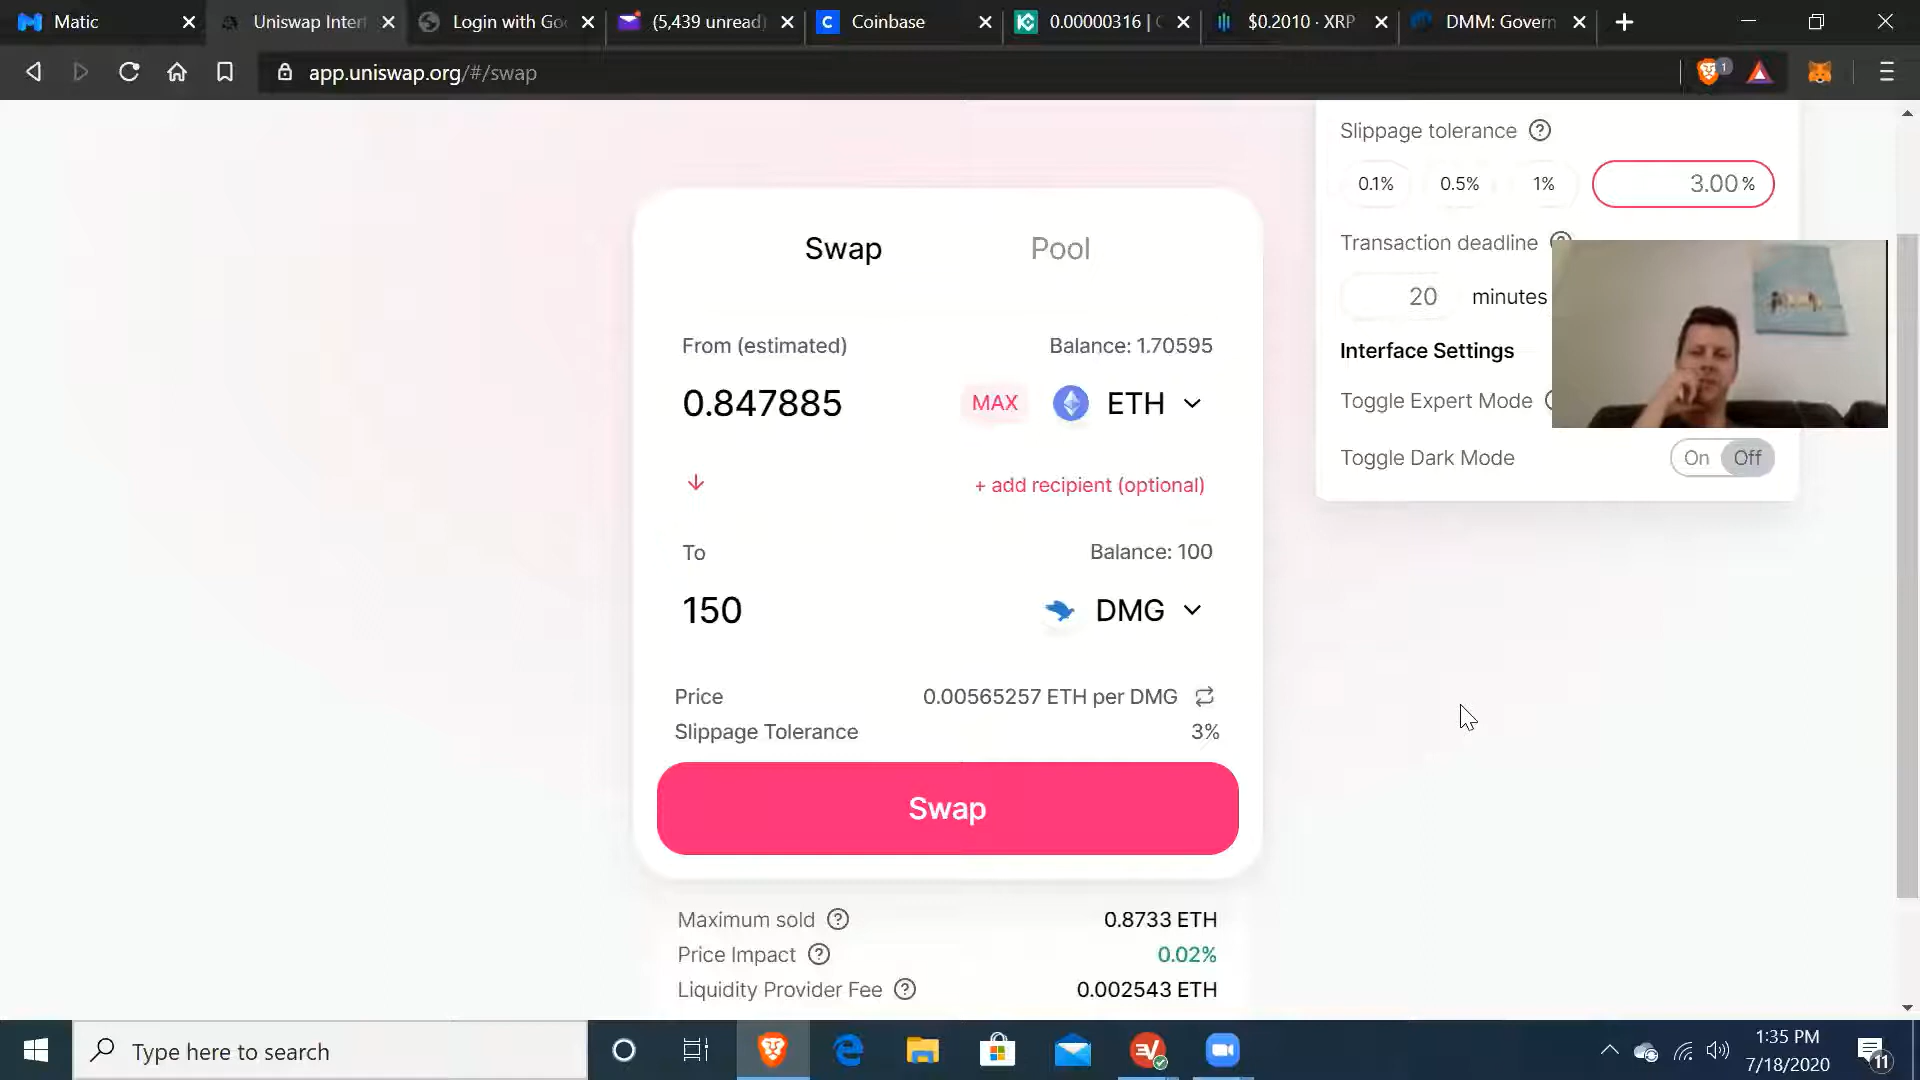 Matic
Uniswap Inter
Login with Go
(5,439 unread)
Coinbase
0.00000316 |
$0.2010 · XRP
DMM: Govern
app.uniswap.org/#/swap
1
Slippage tolerance ?
0.1%
0.5%
1%
3.00 %
Transaction deadline
20 minutes
Interface Settings
Toggle Expert Mode
Toggle Dark Mode
On Off
Swap
Pool
From (estimated)
Balance: 1.70595
0.847885
MAX
ETH
+ add recipient (optional)
To
Balance: 100
150
DMG
Price
0.00565257 ETH per DMG
Slippage Tolerance
3%
Swap
Maximum sold ?
0.8733 ETH
Price Impact ?
0.02%
Liquidity Provider Fee ?
0.002543 ETH
Type here to search
1:35 PM
7/18/2020
11